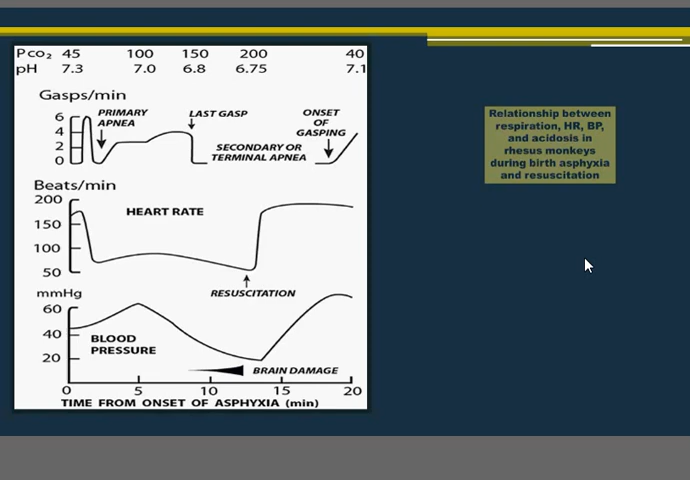 Pco₂ 45 100 150 200 40
pH 7.3 7.0 6.8 6.75 7.1
Gasps/min
6
4
2
0
PRIMARY
APNEA
LAST GASP
SECONDARY OR
TERMINAL APNEA
ONSET
OF
GASPING
Beats/min
200
150
100
50
HEART RATE
RESUSCITATION
mmHg
60
40
20
BLOOD
PRESSURE
BRAIN DAMAGE
0 5 10 15 20
TIME FROM ONSET OF ASPHYXIA (min)
Relationship between
respiration, HR, BP,
and acidosis in
rhesus monkeys
during birth asphyxia
and resuscitation